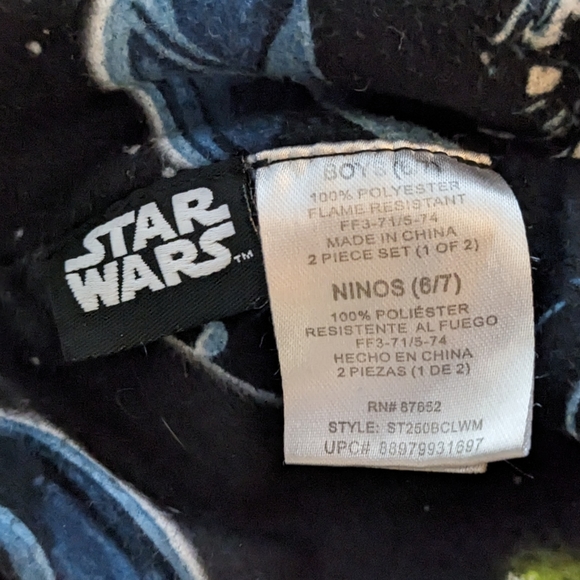 STAR
WARS™
BOYS (6/7)
100% POLYESTER
FLAME RESISTANT
FF3-71/5-74
MADE IN CHINA
2 PIECE SET (1 OF 2)
NINOS (6/7)
100% POLIÉSTER
RESISTENTE AL FUEGO
FF3-71/5-74
HECHO EN CHINA
2 PIEZAS (1 DE 2)
RN# 87652
STYLE: ST250BCLWM
UPC# 88979931697